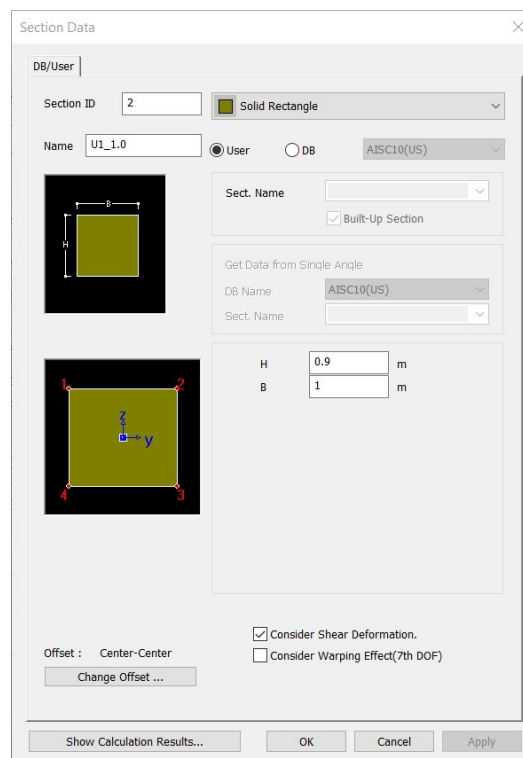 Section Data
DB/User
Section ID 2 Solid Rectangle
Name U1_1.0 User DB AISC10(US)
B
H
Sect. Name
Built-Up Section
Get Data from Single Angle
DB Name AISC10(US)
Sect. Name
H 0.9 m
B 1 m
1 2
z
y
4 3
Consider Shear Deformation.
Offset : Center-Center Consider Warping Effect(7th DOF)
Change Offset ...
Show Calculation Results... OK Cancel Apply